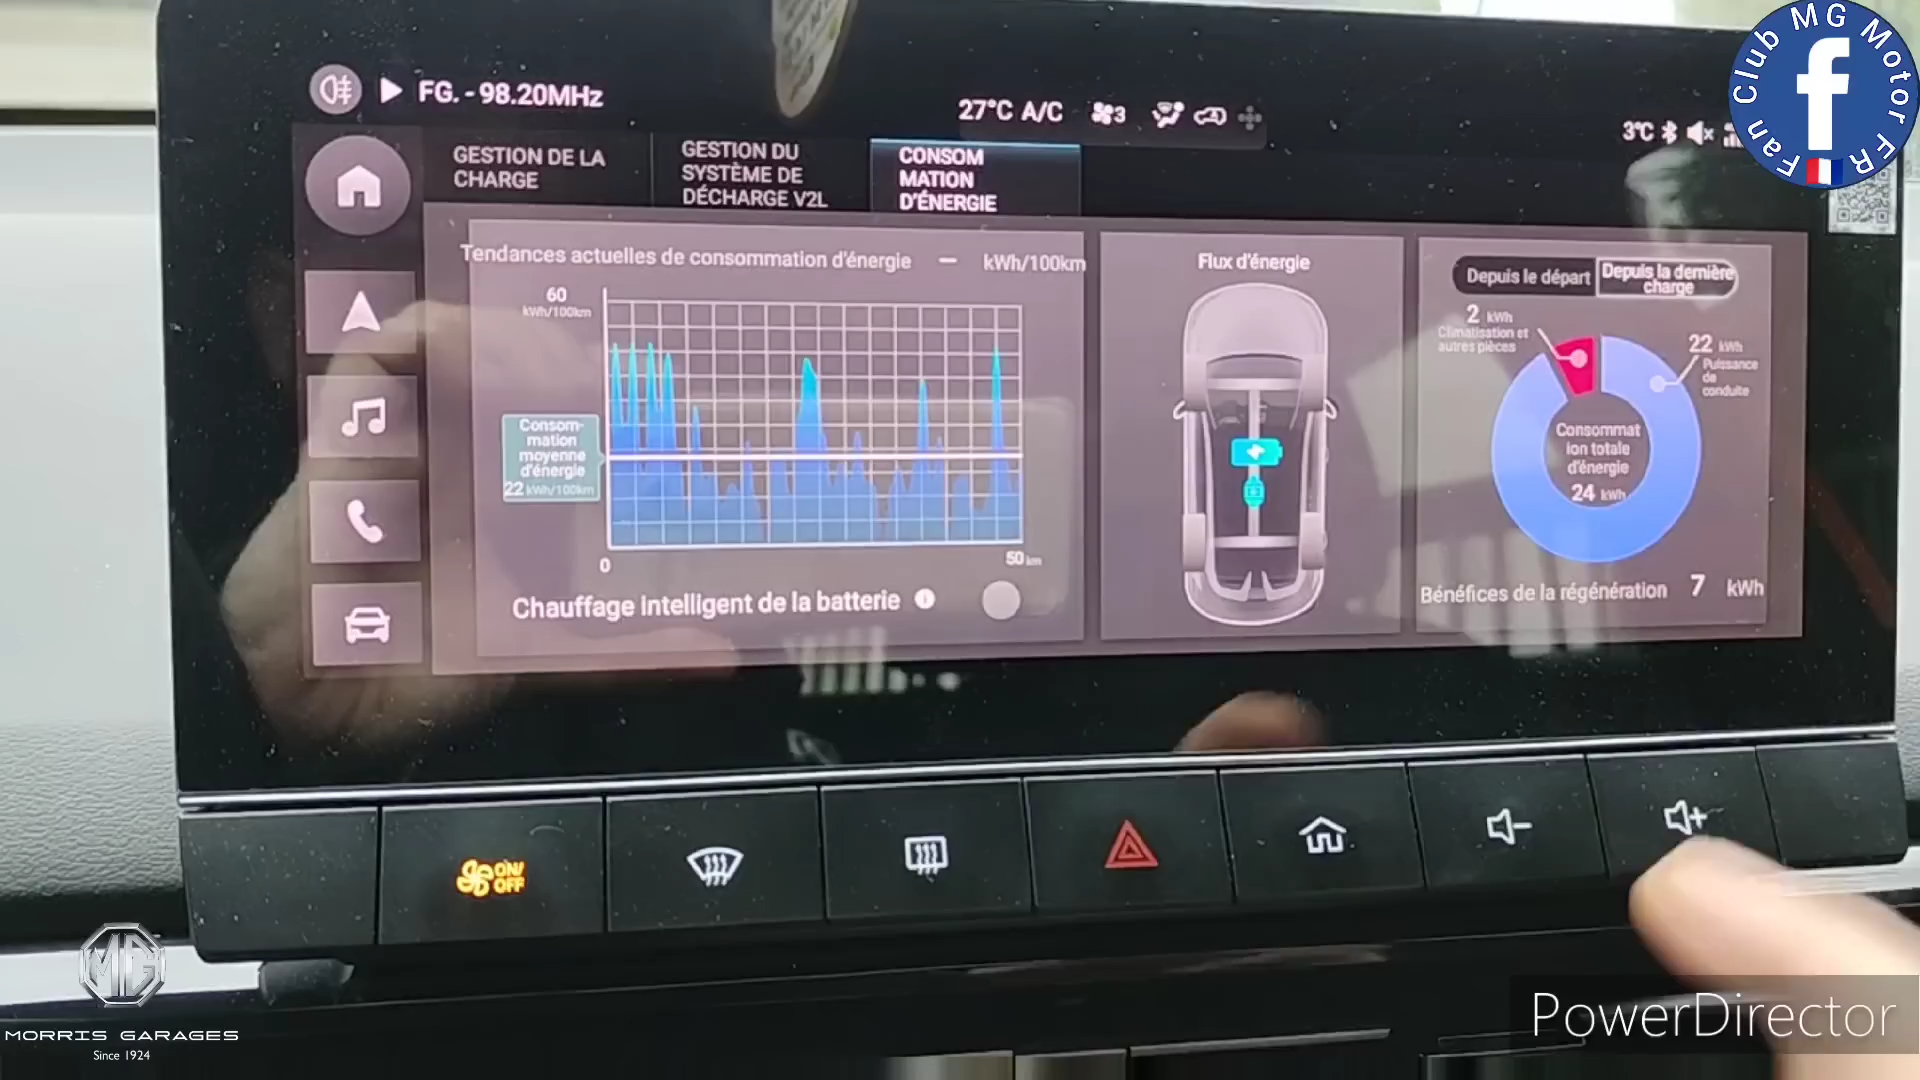 FG. - 98.20MHz
27°C A/C
3
3°C
Fan Club MG Motor FR
f
GESTION DE LA
CHARGE
GESTION DU
SYSTÈME DE
DÉCHARGE V2L
CONSOM
MATION
D'ÉNERGIE
Tendances actuelles de consommation d'énergie — kWh/100km
60
kWh/100km
Consom-
mation
moyenne
d'énergie
22 kWh/100km
0
50 km
Chauffage intelligent de la batterie
Flux d'énergie
Depuis le départ
Depuis la dernière
charge
2 kWh
Climatisation et
autres pièces
22 kWh
Puissance
de
conduite
Consommat
ion totale
d'énergie
24 kWh
Bénéfices de la régénération 7 kWh
ON/
OFF
MG
MORRIS GARAGES
Since 1924
PowerDirector